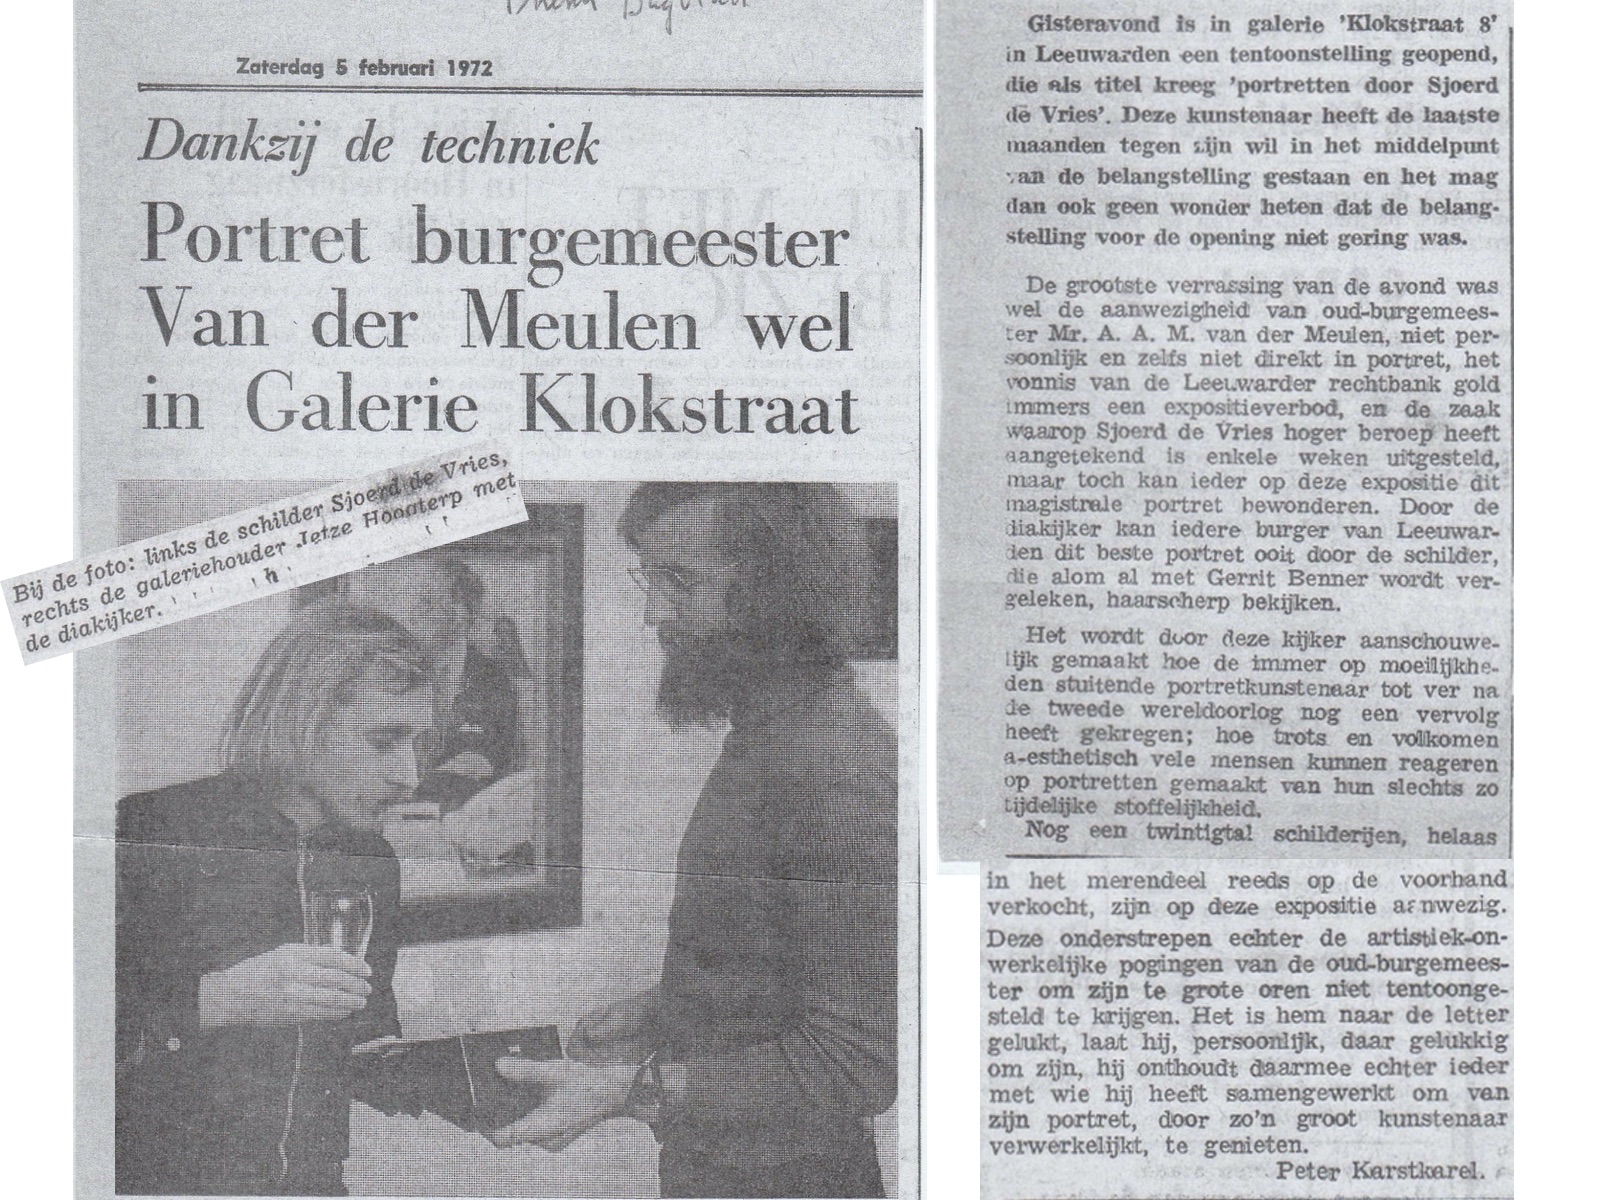 Zaterdag 5 februari 1972
Dankzij de techniek
Portret burgemeester
Van der Meulen wel
in Galerie Klokstraat
Bij de foto: links de schilder Sjoerd de Vries,
rechts de galeriehouder Jetze Hoogterp met
de diakijker.
Gisteravond is in galerie 'Klokstraat 8'
in Leeuwarden een tentoonstelling geopend,
die als titel kreeg 'portretten door Sjoerd
de Vries'. Deze kunstenaar heeft de laatste
maanden tegen zijn wil in het middelpunt
van de belangstelling gestaan en het mag
dan ook geen wonder heten dat de belang-
stelling voor de opening niet gering was.
De grootste verrassing van de avond was
wel de aanwezigheid van oud-burgemees-
ter Mr. A. A. M. van der Meulen, niet per-
soonlijk en zelfs niet direkt in portret, het
vonnis van de Leeuwarder rechtbank gold
immers een expositieverbod, en de zaak
waarop Sjoerd de Vries hoger beroep heeft
aangetekend is enkele weken uitgesteld,
maar toch kan ieder op deze expositie dit
magistrale portret bewonderen. Door de
diakijker kan iedere burger van Leeuwar-
den dit beste portret ooit door de schilder,
die alom al met Gerrit Benner wordt ver-
geleken, haarscherp bekijken.
Het wordt door deze kijker aanschouwe-
lijk gemaakt hoe de immer op moeilijkhe-
den stuitende portretkunstenaar tot ver na
de tweede wereldoorlog nog een vervolg
heeft gekregen; hoe trots en volkomen
a-esthetisch vele mensen kunnen reageren
op portretten gemaakt van hun slechts zo
tijdelijke stoffelijkheid.
Nog een twintigtal schilderijen, helaas
in het merendeel reeds op de voorhand
verkocht, zijn op deze expositie aanwezig.
Deze onderstrepen echter de artistiek-on-
werkelijke pogingen van de oud-burgemees-
ter om zijn te grote oren niet tentoonge-
steld te krijgen. Het is hem naar de letter
gelukt, laat hij, persoonlijk, daar gelukkig
om zijn, hij onthoudt daarmee echter ieder
met wie hij heeft samengewerkt om van
zijn portret, door zo'n groot kunstenaar
verwerkelijkt, te genieten.
Peter Karstkarel.